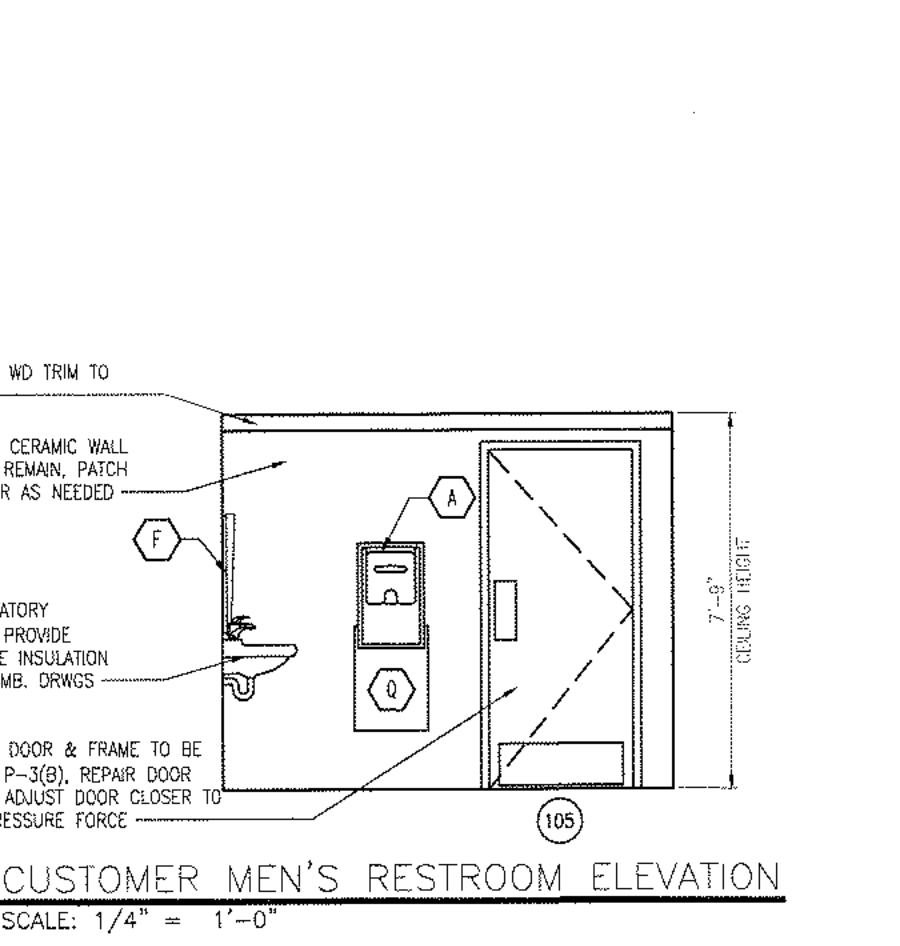 WD TRIM TO
CERAMIC WALL
REMAIN, PATCH
R AS NEEDED
A
F
7'-9"
CEILING HEIGHT
ATORY
PROVIDE
E INSULATION
MB. DRWGS
Q
DOOR & FRAME TO BE
P-3(B), REPAIR DOOR
ADJUST DOOR CLOSER TO
RESSURE FORCE
105
CUSTOMER MEN'S RESTROOM ELEVATION
SCALE: 1/4" = 1'-0"